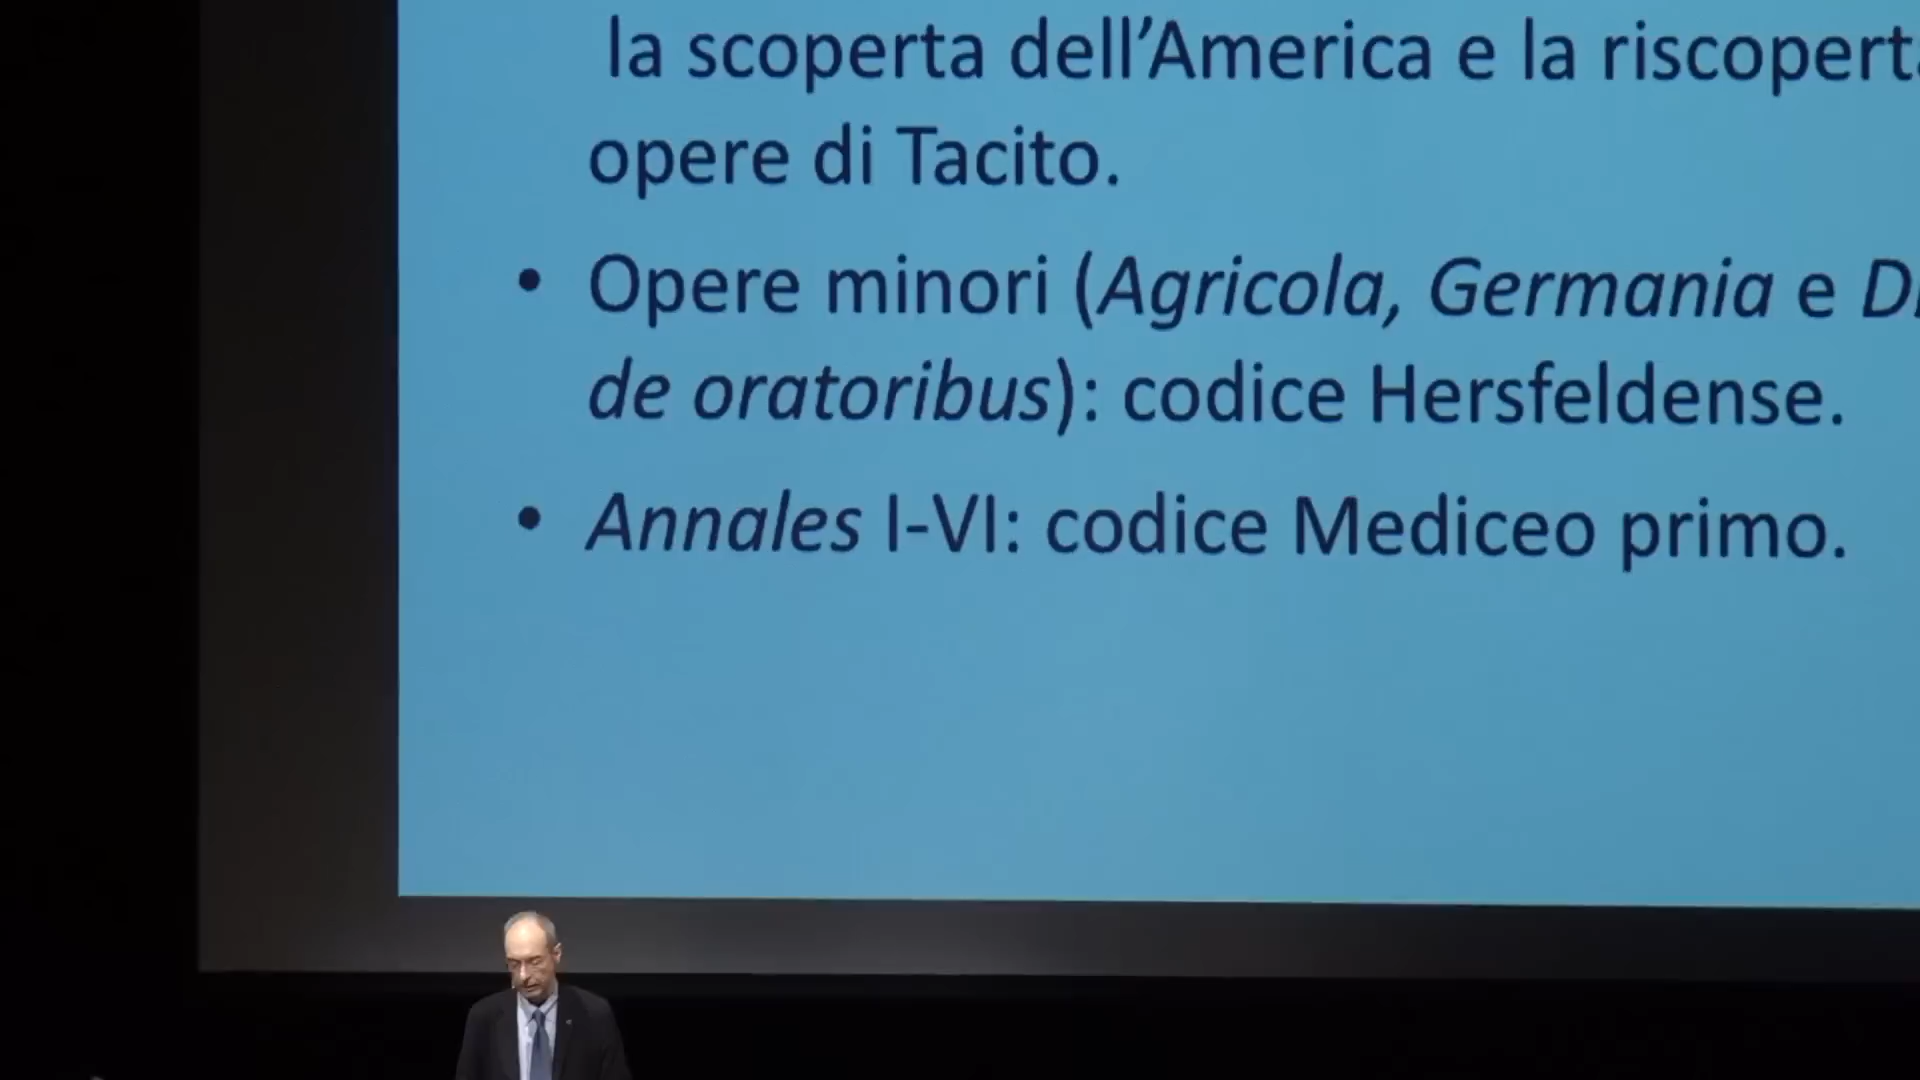 la scoperta dell’America e la
opere di Tacito.
• Opere minori (Agricola, Germania e
de oratoribus): codice Hersfeldense.
• Annales I-VI: codice Mediceo primo.